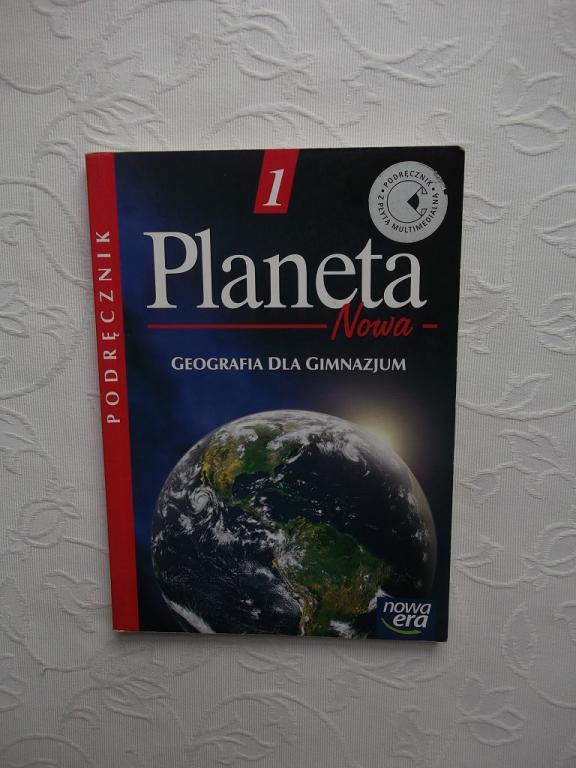 1
PODRĘCZNIK
Z PŁYTĄ MULTIMEDIALNĄ
Planeta
Nowa
GEOGRAFIA DLA GIMNAZJUM
PODRĘCZNIK
nowa
era